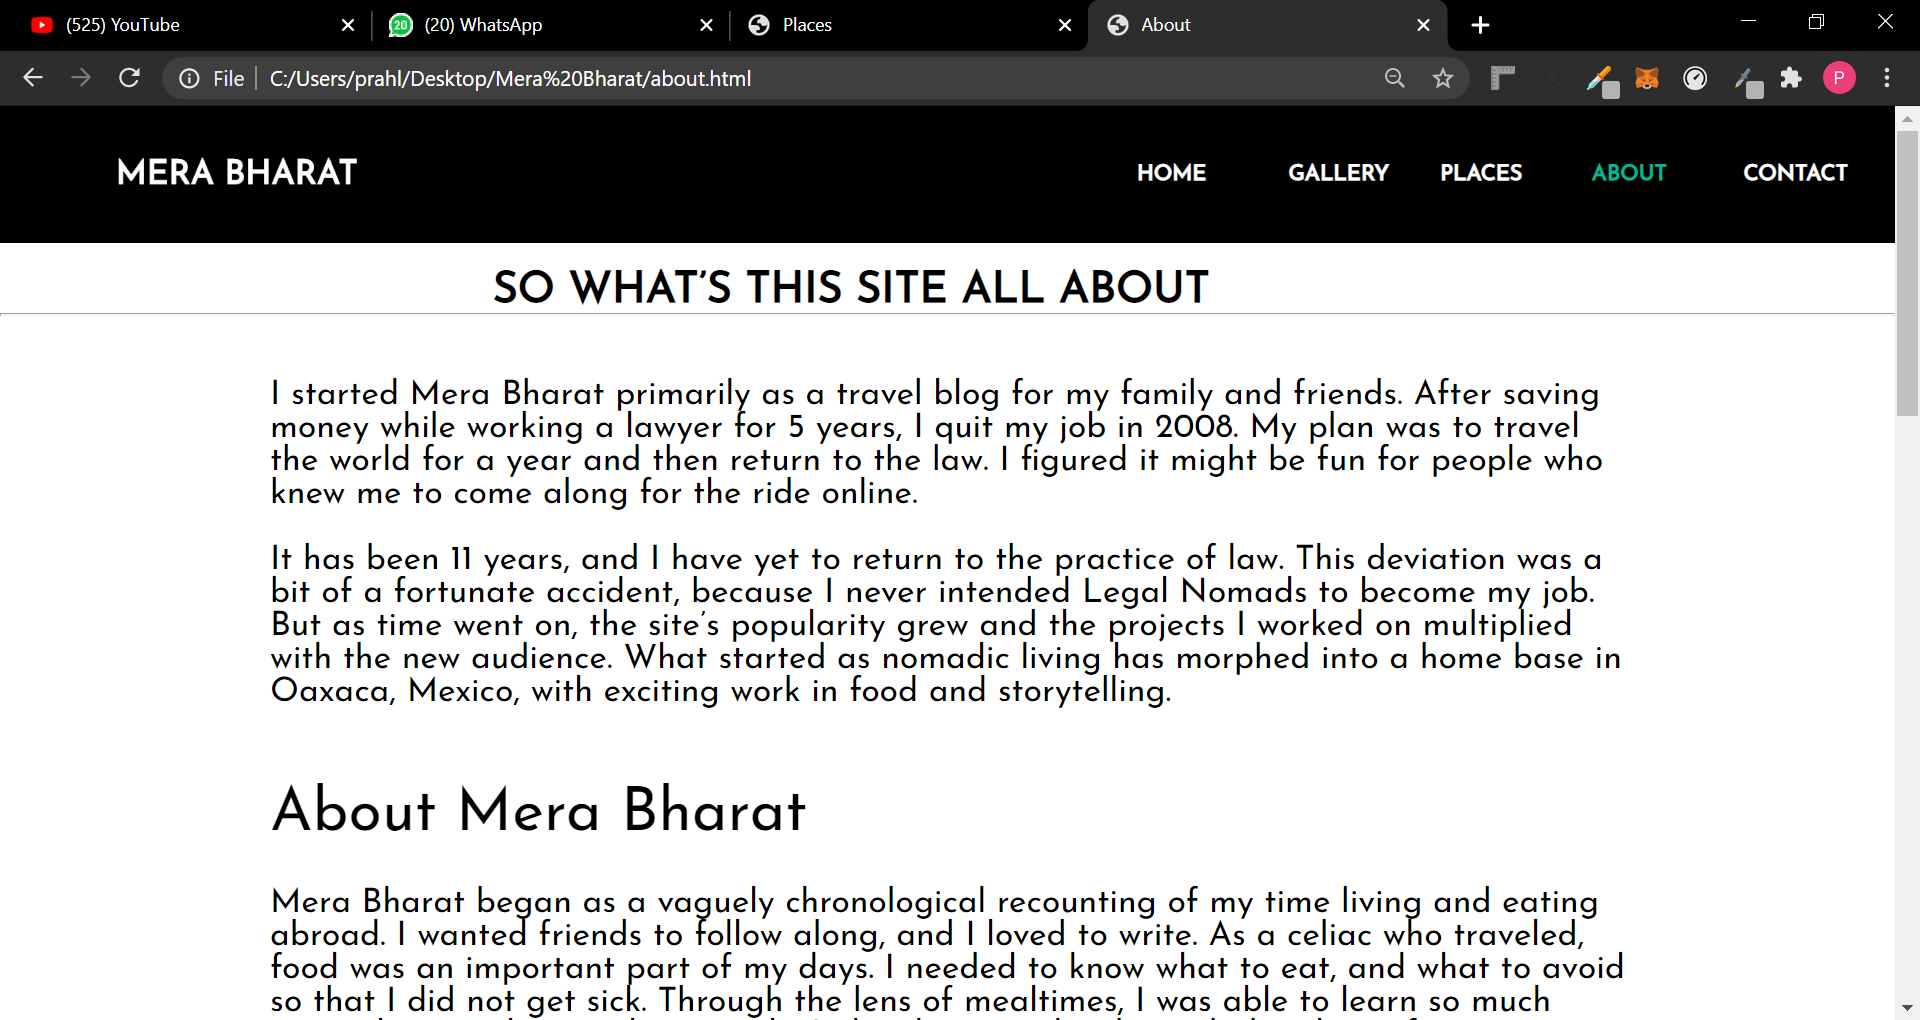 (525) YouTube
20
(20) WhatsApp
Places
About
File
C:/Users/prahl/Desktop/Mera%20Bharat/about.html
P
MERA BHARAT
HOME
GALLERY
PLACES
ABOUT
CONTACT
SO WHAT'S THIS SITE ALL ABOUT
I started Mera Bharat primarily as a travel blog for my family and friends. After saving
money while working a lawyer for 5 years, I quit my job in 2008. My plan was to travel
the world for a year and then return to the law. I figured it might be fun for people who
knew me to come along for the ride online.
It has been 11 years, and I have yet to return to the practice of law. This deviation was a
bit of a fortunate accident, because I never intended Legal Nomads to become my job.
But as time went on, the site's popularity grew and the projects I worked on multiplied
with the new audience. What started as nomadic living has morphed into a home base in
Oaxaca, Mexico, with exciting work in food and storytelling.
About Mera Bharat
Mera Bharat began as a vaguely chronological recounting of my time living and eating
abroad. I wanted friends to follow along, and I loved to write. As a celiac who traveled,
food was an important part of my days. I needed to know what to eat, and what to avoid
so that I did not get sick. Through the lens of mealtimes, I was able to learn so much